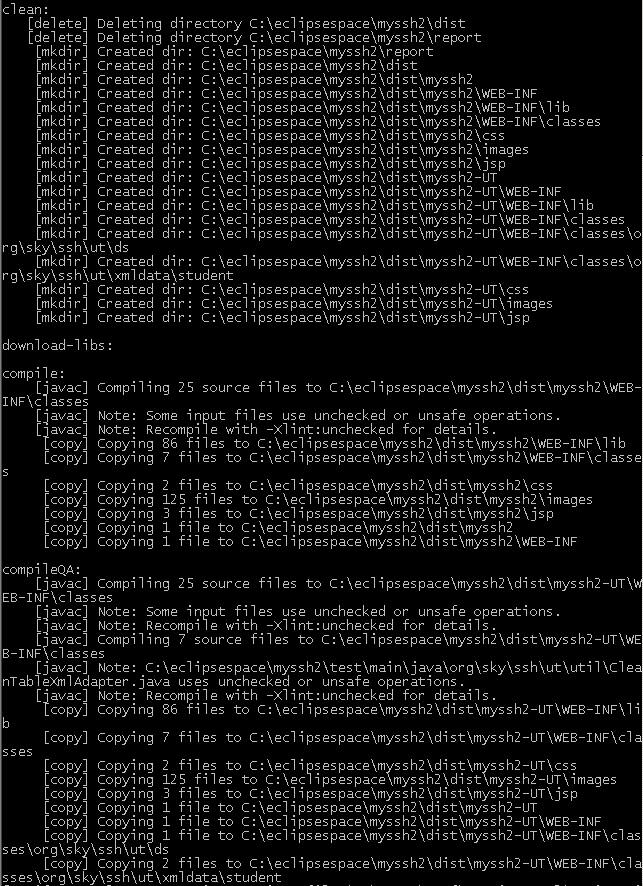 clean:
[delete] Deleting directory C:\eclipsespace\myssh2\dist
[delete] Deleting directory C:\eclipsespace\myssh2\report
[mkdir] Created dir: C:\eclipsespace\myssh2\report
[mkdir] Created dir: C:\eclipsespace\myssh2\dist
[mkdir] Created dir: C:\eclipsespace\myssh2\dist\myssh2
[mkdir] Created dir: C:\eclipsespace\myssh2\dist\myssh2\WEB-INF
[mkdir] Created dir: C:\eclipsespace\myssh2\dist\myssh2\WEB-INF\lib
[mkdir] Created dir: C:\eclipsespace\myssh2\dist\myssh2\WEB-INF\classes
[mkdir] Created dir: C:\eclipsespace\myssh2\dist\myssh2\css
[mkdir] Created dir: C:\eclipsespace\myssh2\dist\myssh2\images
[mkdir] Created dir: C:\eclipsespace\myssh2\dist\myssh2\jsp
[mkdir] Created dir: C:\eclipsespace\myssh2\dist\myssh2-UT
[mkdir] Created dir: C:\eclipsespace\myssh2\dist\myssh2-UT\WEB-INF
[mkdir] Created dir: C:\eclipsespace\myssh2\dist\myssh2-UT\WEB-INF\lib
[mkdir] Created dir: C:\eclipsespace\myssh2\dist\myssh2-UT\WEB-INF\classes
[mkdir] Created dir: C:\eclipsespace\myssh2\dist\myssh2-UT\WEB-INF\classes\o
rg\sky\ssh\ut\ds
[mkdir] Created dir: C:\eclipsespace\myssh2\dist\myssh2-UT\WEB-INF\classes\o
rg\sky\ssh\ut\xmldata\student
[mkdir] Created dir: C:\eclipsespace\myssh2\dist\myssh2-UT\css
[mkdir] Created dir: C:\eclipsespace\myssh2\dist\myssh2-UT\images
[mkdir] Created dir: C:\eclipsespace\myssh2\dist\myssh2-UT\jsp
download-libs:
compile:
[javac] Compiling 25 source files to C:\eclipsespace\myssh2\dist\myssh2\WEB-
INF\classes
[javac] Note: Some input files use unchecked or unsafe operations.
[javac] Note: Recompile with -Xlint:unchecked for details.
[copy] Copying 86 files to C:\eclipsespace\myssh2\dist\myssh2\WEB-INF\lib
[copy] Copying 7 files to C:\eclipsespace\myssh2\dist\myssh2\WEB-INF\classe
s
[copy] Copying 2 files to C:\eclipsespace\myssh2\dist\myssh2\css
[copy] Copying 125 files to C:\eclipsespace\myssh2\dist\myssh2\images
[copy] Copying 3 files to C:\eclipsespace\myssh2\dist\myssh2\jsp
[copy] Copying 1 file to C:\eclipsespace\myssh2\dist\myssh2
[copy] Copying 1 file to C:\eclipsespace\myssh2\dist\myssh2\WEB-INF
compileQA:
[javac] Compiling 25 source files to C:\eclipsespace\myssh2\dist\myssh2-UT\W
EB-INF\classes
[javac] Note: Some input files use unchecked or unsafe operations.
[javac] Note: Recompile with -Xlint:unchecked for details.
[javac] Compiling 7 source files to C:\eclipsespace\myssh2\dist\myssh2-UT\WE
B-INF\classes
[javac] Note: C:\eclipsespace\myssh2\test\main\java\org\sky\ssh\ut\util\Clea
nTableXmlAdapter.java uses unchecked or unsafe operations.
[javac] Note: Recompile with -Xlint:unchecked for details.
[copy] Copying 86 files to C:\eclipsespace\myssh2\dist\myssh2-UT\WEB-INF\li
b
[copy] Copying 7 files to C:\eclipsespace\myssh2\dist\myssh2-UT\WEB-INF\cla
sses
[copy] Copying 2 files to C:\eclipsespace\myssh2\dist\myssh2-UT\css
[copy] Copying 125 files to C:\eclipsespace\myssh2\dist\myssh2-UT\images
[copy] Copying 3 files to C:\eclipsespace\myssh2\dist\myssh2-UT\jsp
[copy] Copying 1 file to C:\eclipsespace\myssh2\dist\myssh2-UT
[copy] Copying 1 file to C:\eclipsespace\myssh2\dist\myssh2-UT\WEB-INF
[copy] Copying 1 file to C:\eclipsespace\myssh2\dist\myssh2-UT\WEB-INF\clas
ses\org\sky\ssh\ut\ds
[copy] Copying 2 files to C:\eclipsespace\myssh2\dist\myssh2-UT\WEB-INF\cla
sses\org\sky\ssh\ut\xmldata\student